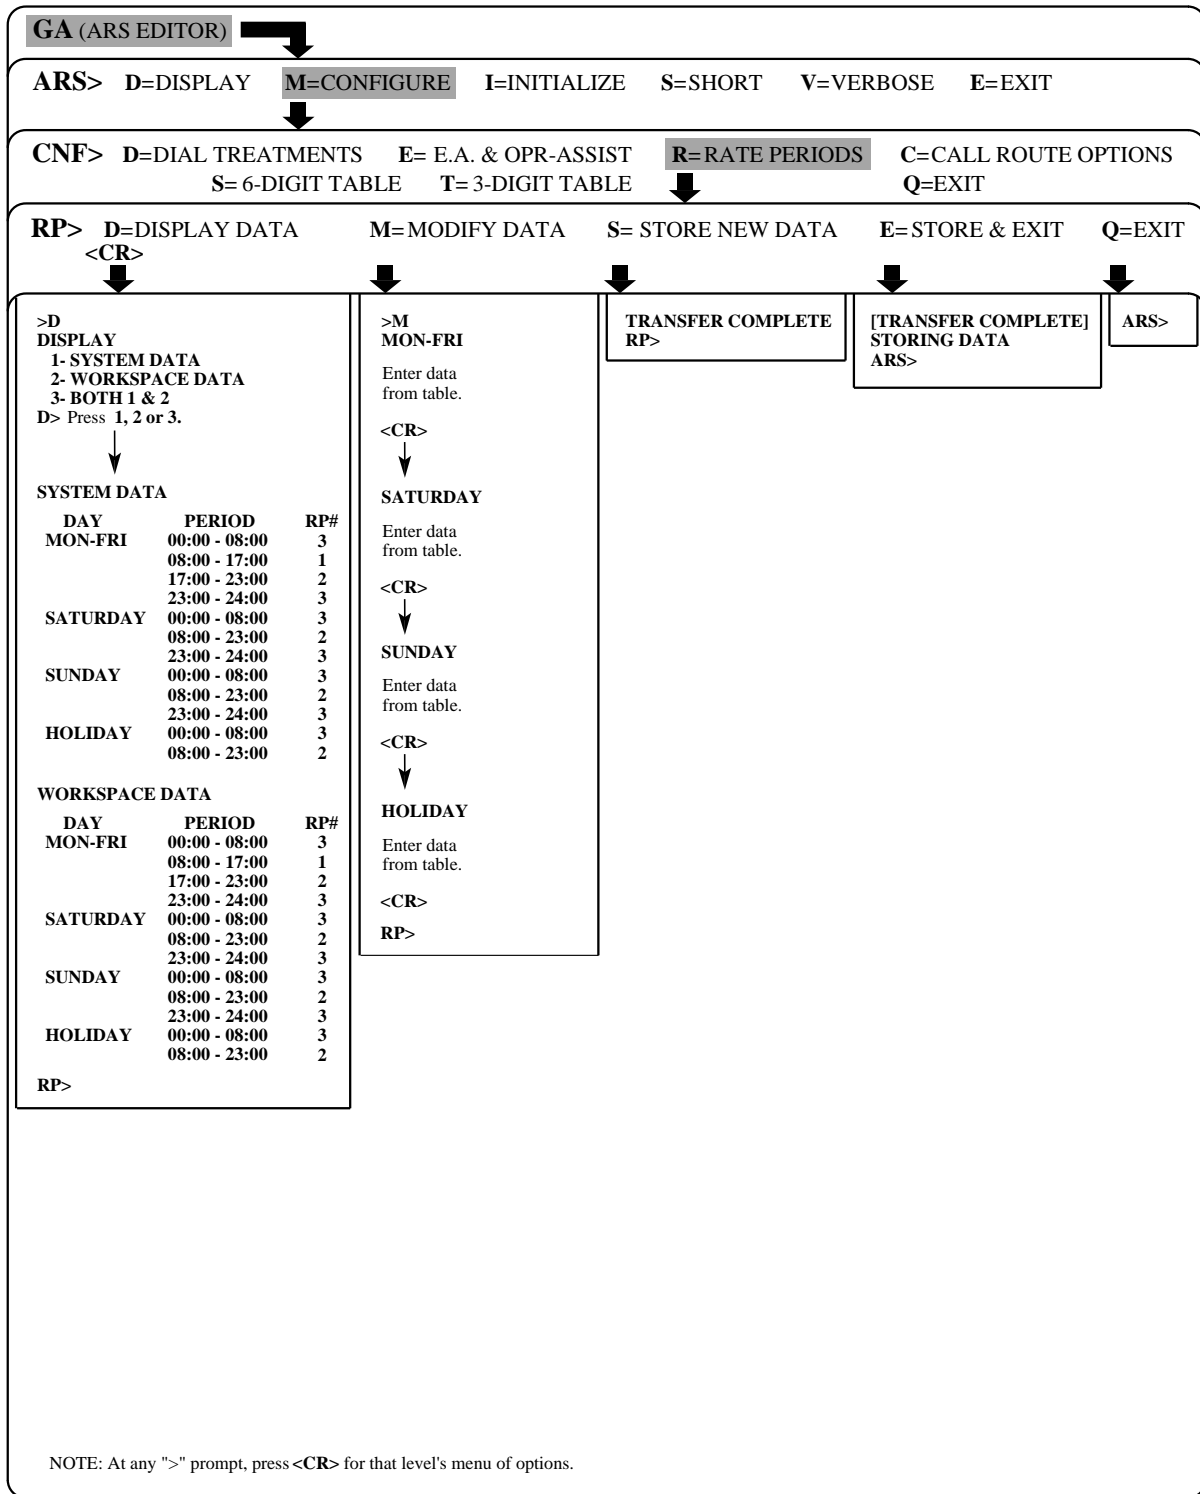 GA (ARS EDITOR)
ARS> D=DISPLAY M=CONFIGURE I=INITIALIZE S=SHORT V=VERBOSE E=EXIT
CNF> D=DIAL TREATMENTS E= E.A. & OPR-ASSIST R=RATE PERIODS C=CALL ROUTE OPTIONS
S= 6-DIGIT TABLE T= 3-DIGIT TABLE Q=EXIT
RP> D=DISPLAY DATA M=MODIFY DATA S= STORE NEW DATA E=STORE & EXIT Q=EXIT
<CR>
>D
DISPLAY
1- SYSTEM DATA
2- WORKSPACE DATA
3- BOTH 1 & 2
D> Press 1, 2 or 3.
SYSTEM DATA
DAY PERIOD RP#
MON-FRI 00:00 - 08:00 3
08:00 - 17:00 1
17:00 - 23:00 2
23:00 - 24:00 3
SATURDAY 00:00 - 08:00 3
08:00 - 23:00 2
23:00 - 24:00 3
SUNDAY 00:00 - 08:00 3
08:00 - 23:00 2
23:00 - 24:00 3
HOLIDAY 00:00 - 08:00 3
08:00 - 23:00 2
WORKSPACE DATA
DAY PERIOD RP#
MON-FRI 00:00 - 08:00 3
08:00 - 17:00 1
17:00 - 23:00 2
23:00 - 24:00 3
SATURDAY 00:00 - 08:00 3
08:00 - 23:00 2
23:00 - 24:00 3
SUNDAY 00:00 - 08:00 3
08:00 - 23:00 2
23:00 - 24:00 3
HOLIDAY 00:00 - 08:00 3
08:00 - 23:00 2
RP>
>M
MON-FRI
Enter data
from table.
<CR>
SATURDAY
Enter data
from table.
<CR>
SUNDAY
Enter data
from table.
<CR>
HOLIDAY
Enter data
from table.
<CR>
RP>
TRANSFER COMPLETE
RP>
[TRANSFER COMPLETE]
STORING DATA
ARS>
ARS>
NOTE: At any ">" prompt, press <CR> for that level's menu of options.